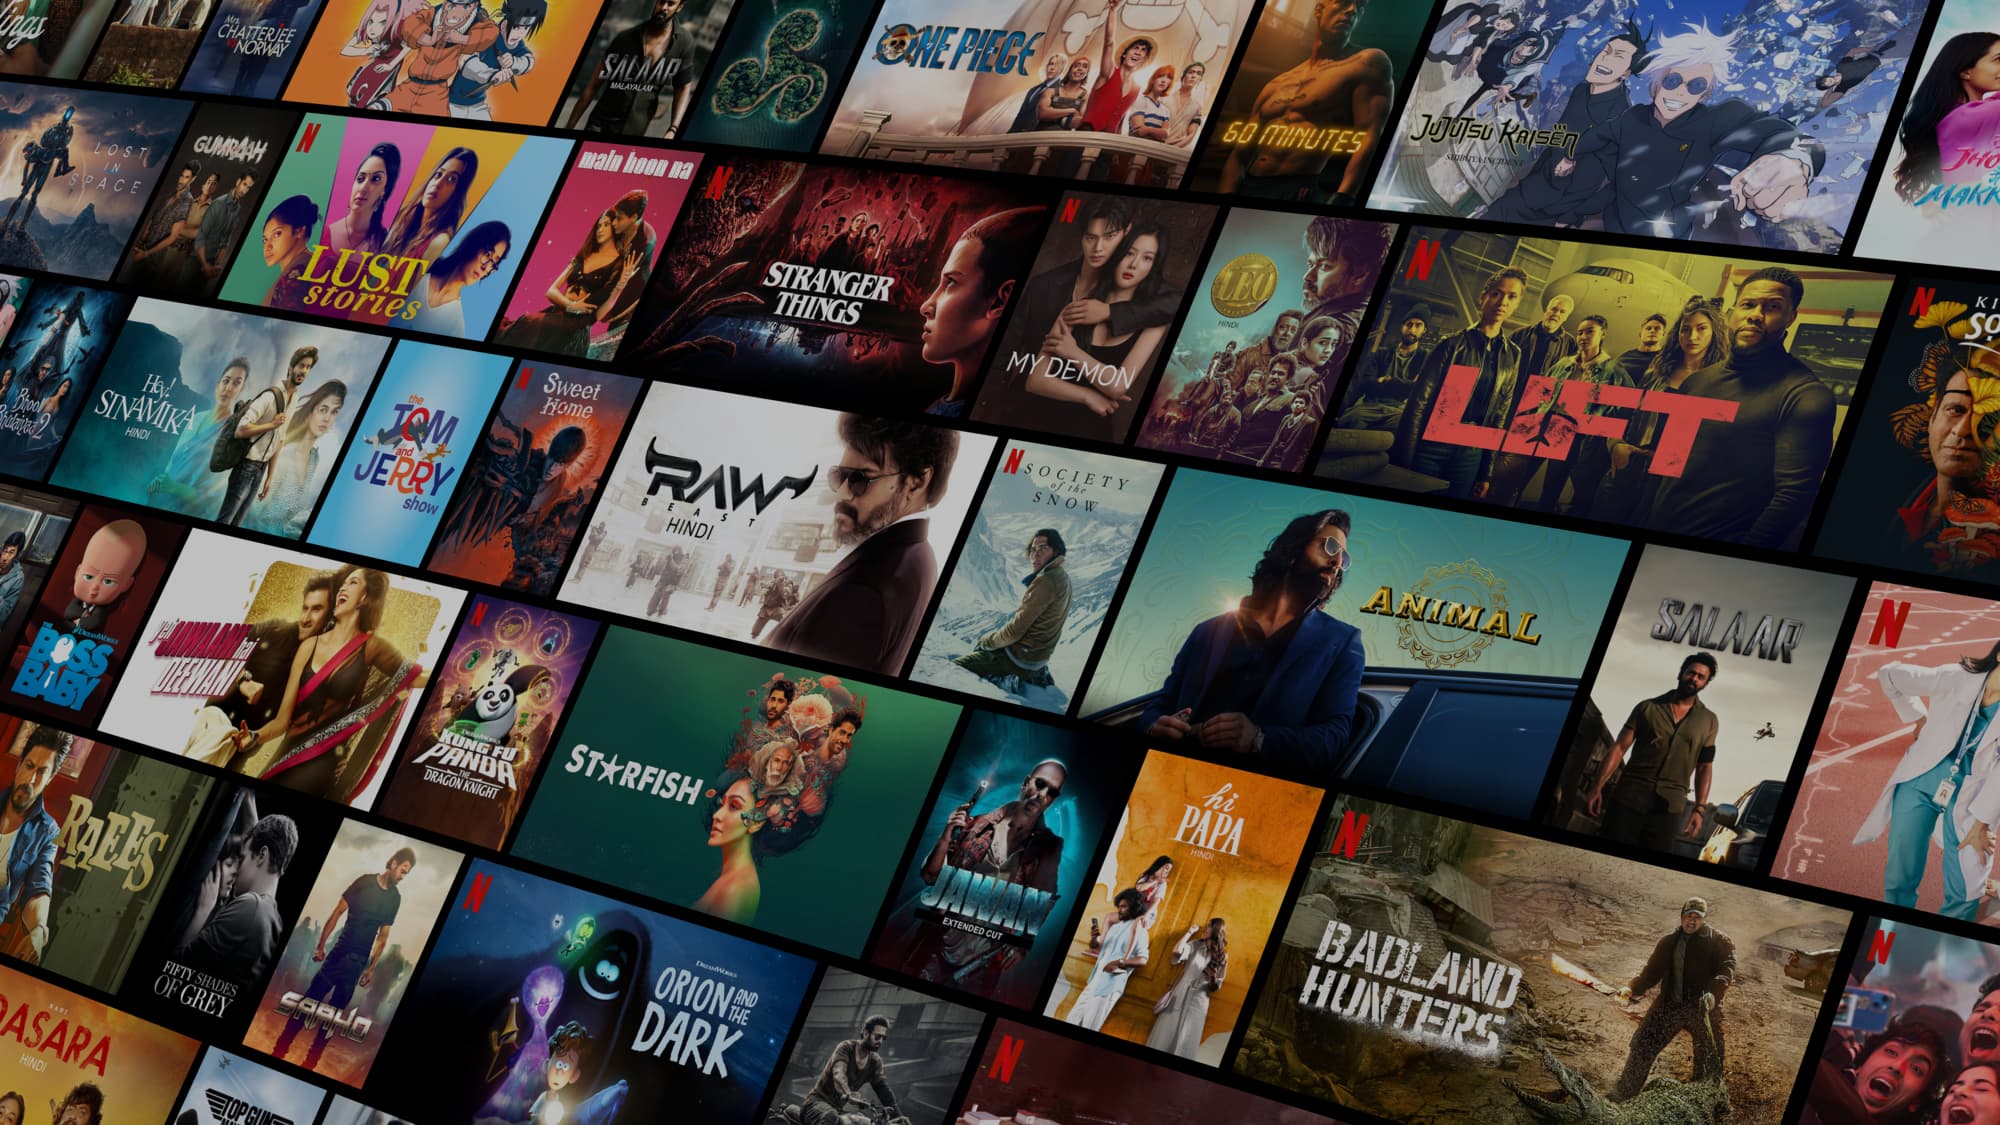 Mrs.
CHATTERJEE
vs NORWAY
SALAAR
MALAYALAM
ONE PIECE
60 MINUTES
JUJUTSU KAISEN
SHIBUYA INCIDENT
LOST
IN
SPACE
GUMRAAH
N
LUST
stories
main hoon na
N
STRANGER
THINGS
N
MY DEMON
LEO
HINDI
N
LIFT
N
Bhool
Bhulaiyaa 2
Hey!
SINAMIKA
HINDI
the
TOM
and
JERRY
show
N
Sweet
Home
RAW
BEAST
HINDI
N
SOCIETY
of the
SNOW
ANIMAL
SALAAR
N
THE
DREAMWORKS
BOSS
BABY
yeh
JAWAANI hai
DEEWANI
N
DREAMWORKS
KUNG FU
PANDA
THE
DRAGON KNIGHT
STARFISH
JAWAN
EXTENDED CUT
hi
PAPA
HINDI
N
BADLAND
HUNTERS
N
RAEES
FIFTY SHADES
OF GREY
SAAHO
N
DREAMWORKS
ORION AND
THE
DARK
N
DASARA
HINDI
TOP GUN